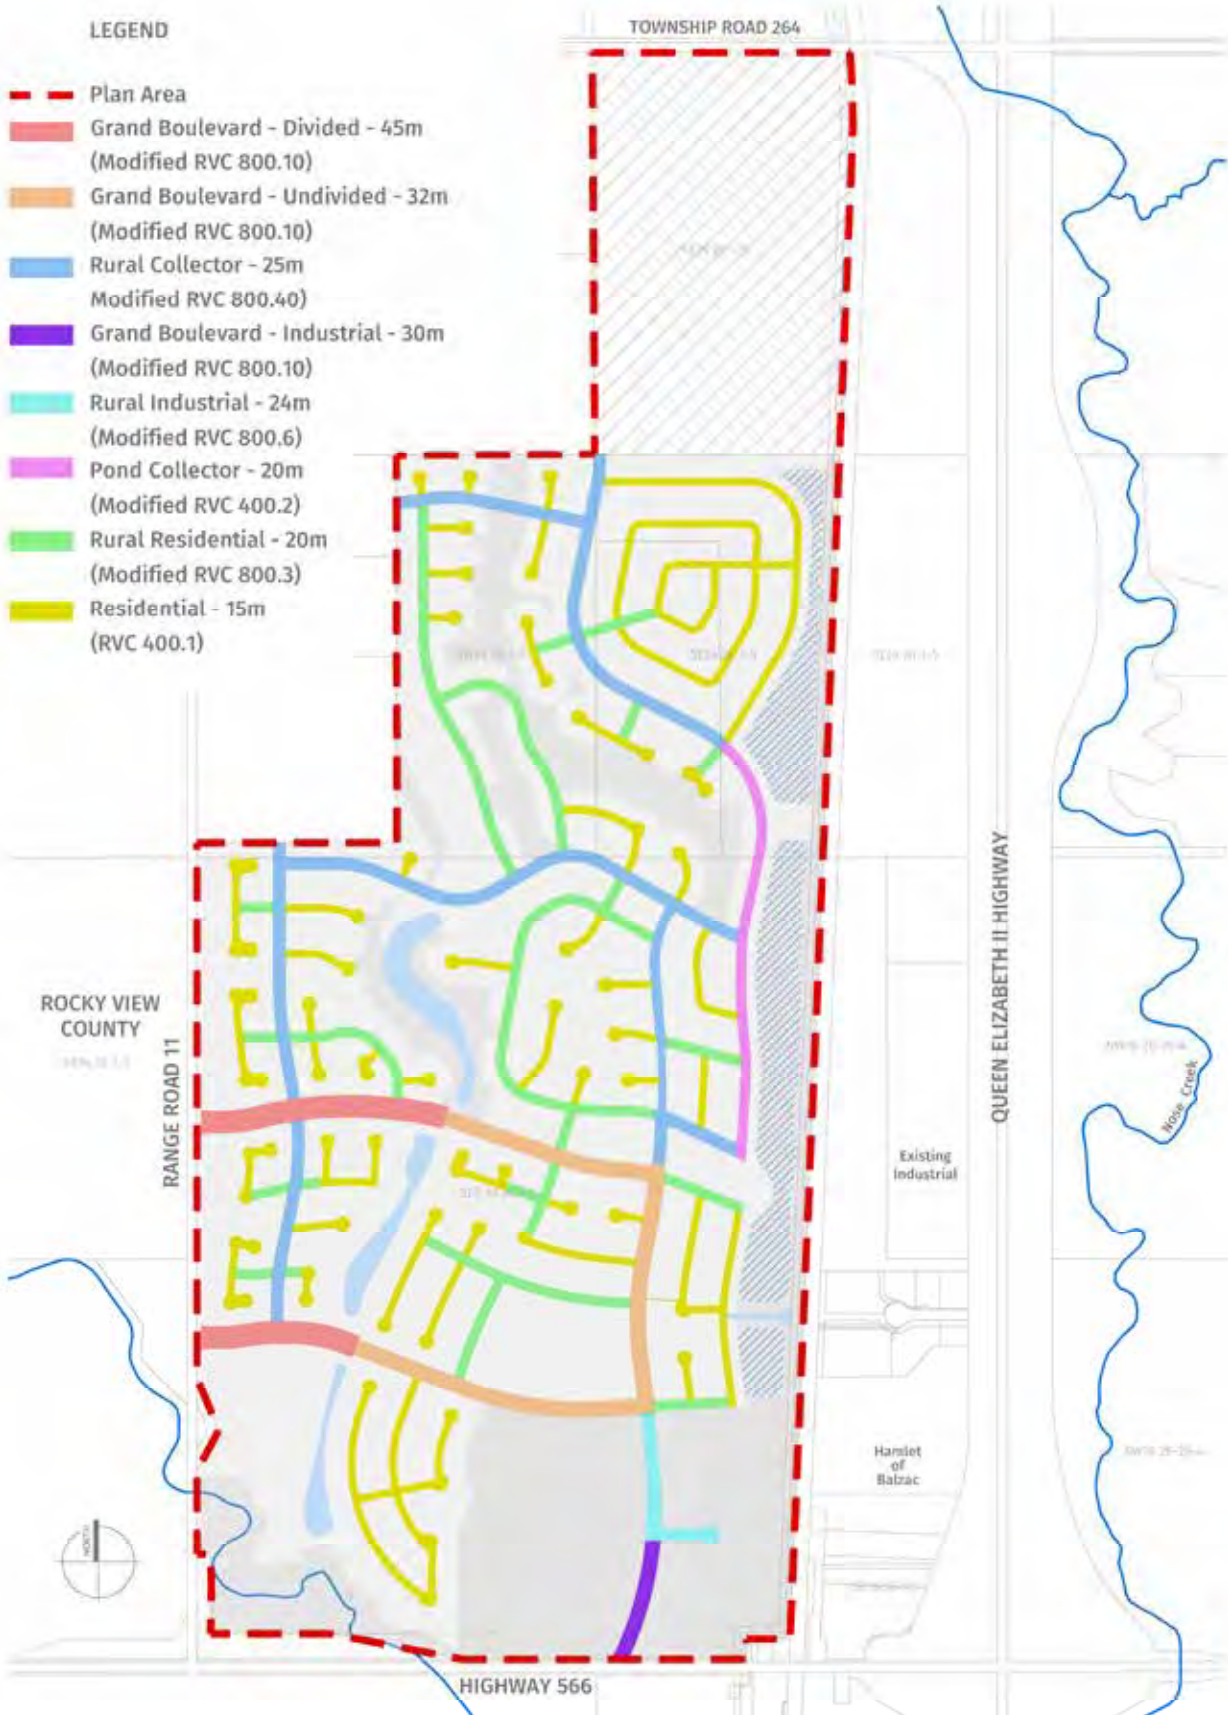 LEGEND
TOWNSHIP ROAD 264
Plan Area
Grand Boulevard - Divided - 45m
(Modified RVC 800.10)
Grand Boulevard - Undivided - 32m
(Modified RVC 800.10)
Rural Collector - 25m
Modified RVC 800.40)
Grand Boulevard - Industrial - 30m
(Modified RVC 800.10)
Rural Industrial - 24m
(Modified RVC 800.6)
Pond Collector - 20m
(Modified RVC 400.2)
Rural Residential - 20m
(Modified RVC 800.3)
Residential - 15m
(RVC 400.1)
ROCKY VIEW
COUNTY
RANGE ROAD 11
QUEEN ELIZABETH II HIGHWAY
Nose Creek
Existing
Industrial
Hamlet
of
Balzac
NORTH
HIGHWAY 566